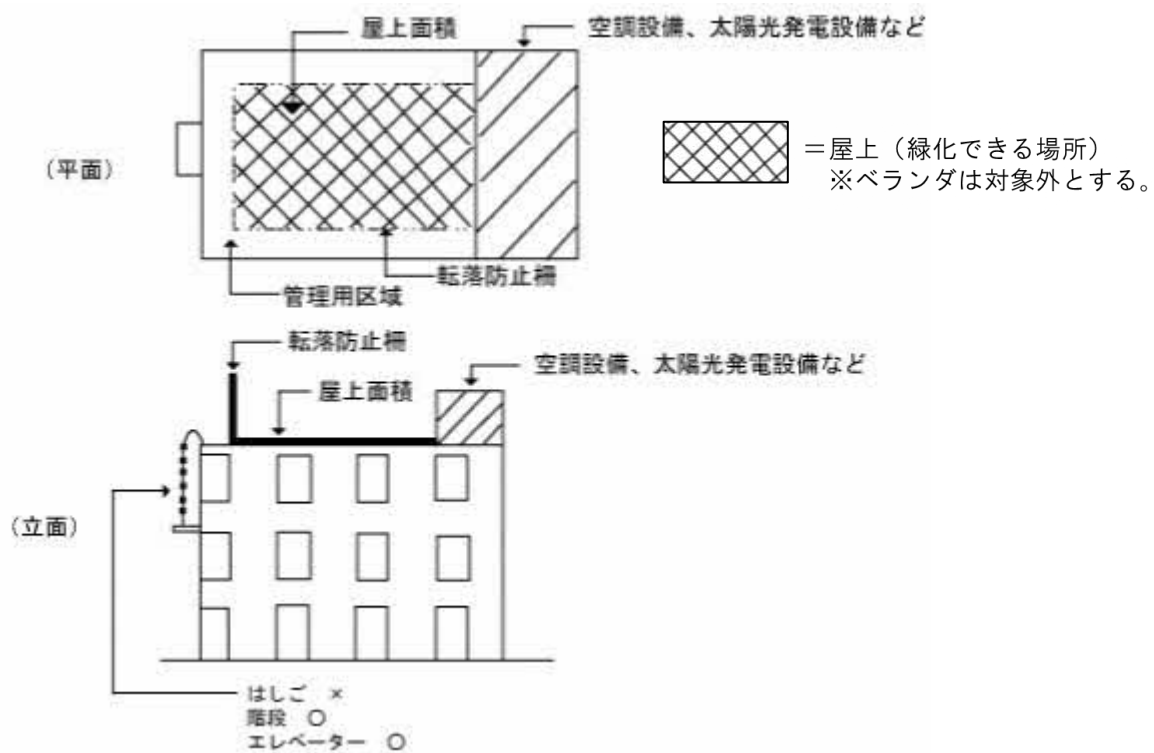 屋上面積
空調設備、太陽光発電設備など
(平面)
＝屋上（緑化できる場所）
※ベランダは対象外とする。
転落防止柵
管理用区域
転落防止柵
空調設備、太陽光発電設備など
屋上面積
(立面)
はしご ×
階段 ○
エレベーター ○